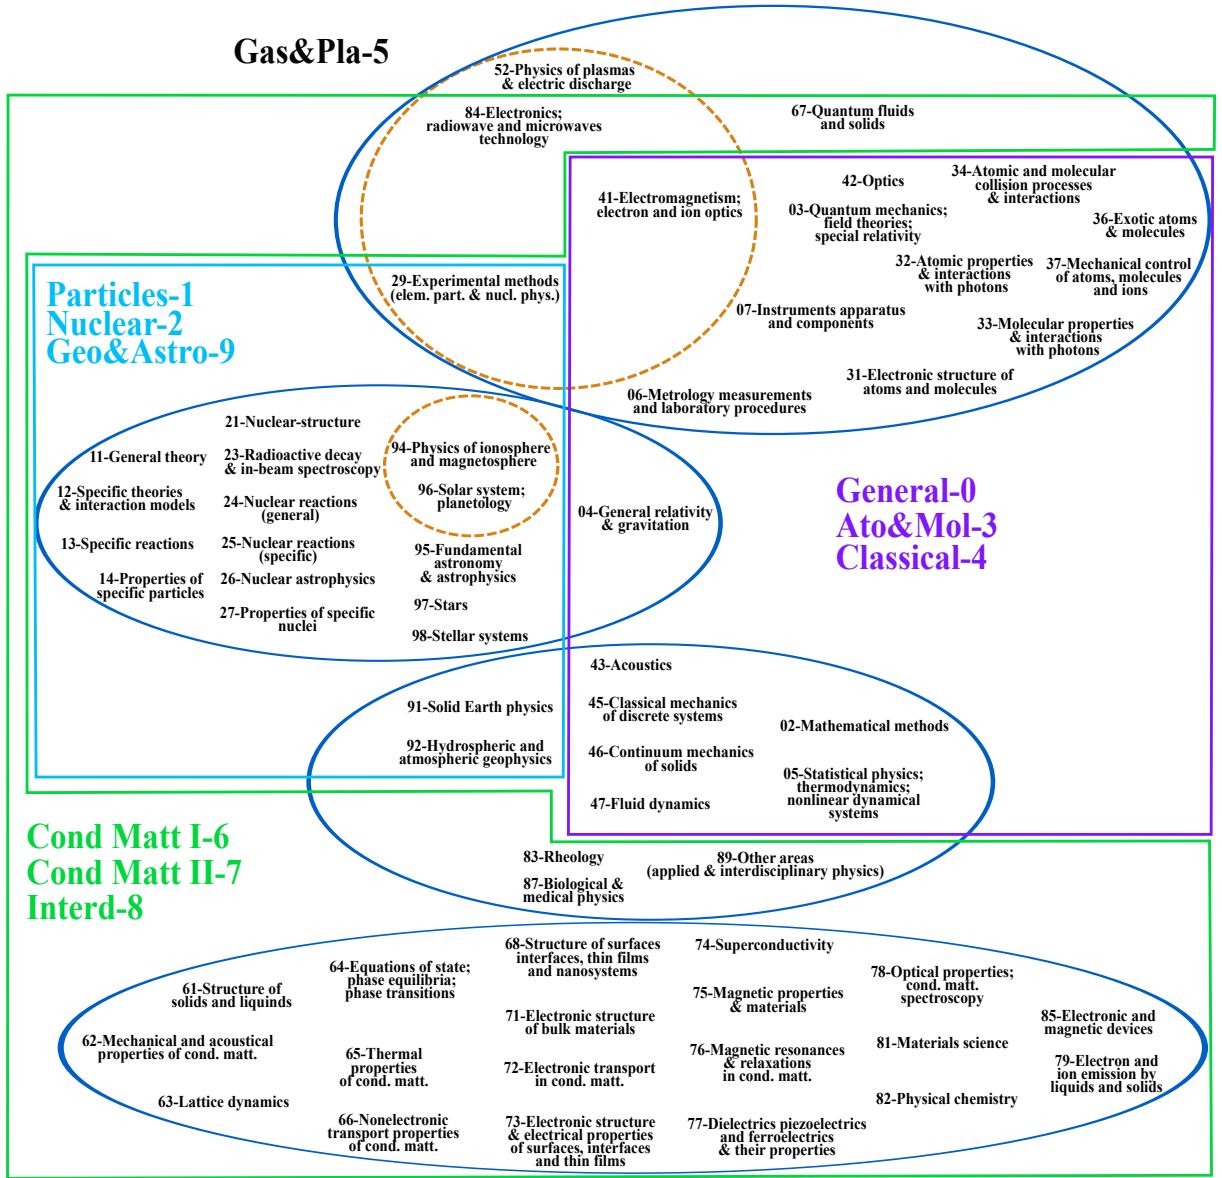 Gas&Pla-5
52-Physics of plasmas
& electric discharge
84-Electronics;
radiowave and microwaves
technology
67-Quantum fluids
and solids
41-Electromagnetism;
electron and ion optics
42-Optics
34-Atomic and molecular
collision processes
& interactions
03-Quantum mechanics;
field theories;
special relativity
36-Exotic atoms
& molecules
32-Atomic properties
& interactions
with photons
37-Mechanical control
of atoms, molecules
and ions
29-Experimental methods
(elem. part. & nucl. phys.)
07-Instruments apparatus
and components
33-Molecular properties
& interactions
with photons
31-Electronic structure of
atoms and molecules
06-Metrology measurements
and laboratory procedures
Particles-1
Nuclear-2
Geo&Astro-9
21-Nuclear-structure
11-General theory
23-Radioactive decay
& in-beam spectroscopy
94-Physics of ionosphere
and magnetosphere
12-Specific theories
& interaction models
24-Nuclear reactions
(general)
96-Solar system;
planetology
04-General relativity
& gravitation
13-Specific reactions
25-Nuclear reactions
(specific)
95-Fundamental
astronomy
& astrophysics
14-Properties of
specific particles
26-Nuclear astrophysics
97-Stars
27-Properties of specific
nuclei
98-Stellar systems
General-0
Ato&Mol-3
Classical-4
43-Acoustics
91-Solid Earth physics
45-Classical mechanics
of discrete systems
02-Mathematical methods
92-Hydrospheric and
atmospheric geophysics
46-Continuum mechanics
of solids
05-Statistical physics;
thermodynamics;
nonlinear dynamical
systems
47-Fluid dynamics
83-Rheology
89-Other areas
(applied & interdisciplinary physics)
87-Biological &
medical physics
Cond Matt I-6
Cond Matt II-7
Interd-8
68-Structure of surfaces
interfaces, thin films
and nanosystems
74-Superconductivity
64-Equations of state;
phase equilibria;
phase transitions
78-Optical properties;
cond. matt.
spectroscopy
61-Structure of
solids and liquinds
75-Magnetic properties
& materials
71-Electronic structure
of bulk materials
85-Electronic and
magnetic devices
62-Mechanical and acoustical
properties of cond. matt.
65-Thermal
properties
of cond. matt.
72-Electronic transport
in cond. matt.
76-Magnetic resonances
& relaxations
in cond. matt.
81-Materials science
79-Electron and
ion emission by
liquids and solids
63-Lattice dynamics
82-Physical chemistry
66-Nonelectronic
transport properties
of cond. matt.
73-Electronic structure
& electrical properties
of surfaces, interfaces
and thin films
77-Dielectrics piezoelectrics
and ferroelectrics
& their properties